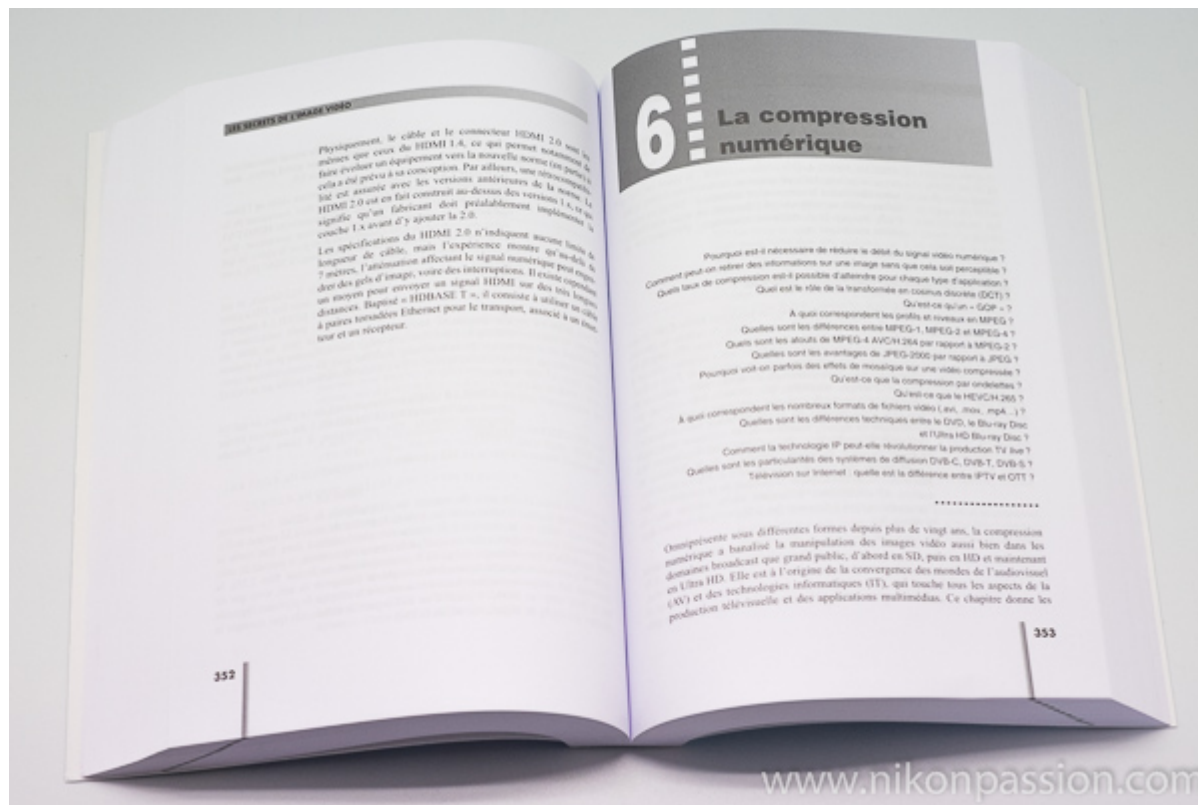 LES SECRETS DE L'IMAGE VIDÉO
Physiquement, le câble et le connecteur HDMI 2.0 sont les
mêmes que ceux du HDMI 1.4, ce qui permet notamment de
faire évoluer un équipement vers la nouvelle norme (en partie) si
cela a été prévu à sa conception. Par ailleurs, une rétrocompatibi-
lité est assurée avec les versions antérieures de la norme. Le
HDMI 2.0 est en fait construit au-dessus des versions 1.x, ce qui
signifie qu'un fabricant doit préalablement implémenter la
couche 1.x avant d'y ajouter la 2.0.
Les spécifications du HDMI 2.0 n'indiquent aucune limite de
longueur de câble, mais l'expérience montre qu'au-delà de
7 mètres, l'atténuation affectant le signal numérique peut engen-
drer des gels d'image, voire des interruptions. Il existe cependant
un moyen pour envoyer un signal HDMI sur des très longues
distances. Baptisé « HDBASE T », il consiste à utiliser un câble
à paires torsadées Ethernet pour le transport, associé à un émet-
teur et un récepteur.
352
6
La compression
numérique
Pourquoi est-il nécessaire de réduire le débit du signal vidéo numérique ?
Comment peut-on retirer des informations sur une image sans que cela soit perceptible ?
Quels taux de compression est-il possible d'atteindre pour chaque type d'application ?
Quel est le rôle de la transformée en cosinus discrète (DCT) ?
Qu'est-ce qu'un « GOP » ?
À quoi correspondent les profils et niveaux en MPEG ?
Quelles sont les différences entre MPEG-1, MPEG-2 et MPEG-4 ?
Quels sont les atouts de MPEG-4 AVC/H.264 par rapport à MPEG-2 ?
Quelles sont les avantages de JPEG-2000 par rapport à JPEG ?
Pourquoi voit-on parfois des effets de mosaïque sur une vidéo compressée ?
Qu'est-ce que la compression par ondelettes ?
Qu'est ce que le HEVC/H.265 ?
À quoi correspondent les nombreux formats de fichiers vidéo (.avi, .mov, .mp4...) ?
Quelles sont les différences techniques entre le DVD, le Blu-ray Disc
et l'Ultra HD Blu-ray Disc ?
Comment la technologie IP peut-elle révolutionner la production TV live ?
Quelles sont les particularités des systèmes de diffusion DVB-C, DVB-T, DVB-S ?
Télévision sur Internet : quelle est la différence entre IPTV et OTT ?
Omniprésente sous différentes formes depuis plus de vingt ans, la compression
numérique a banalisé la manipulation des images vidéo aussi bien dans les
domaines broadcast que grand public, d'abord en SD, puis en HD et maintenant
en Ultra HD. Elle est à l'origine de la convergence des mondes de l'audiovisuel
(AV) et des technologies informatiques (IT), qui touche tous les aspects de la
production télévisuelle et des applications multimédias. Ce chapitre donne les
353
www.nikonpassion.com